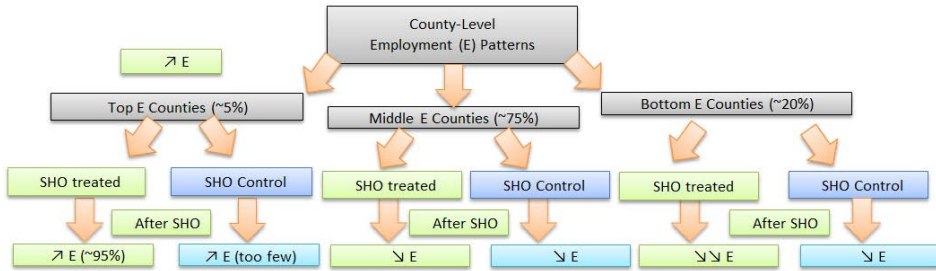 County-Level
Employment (E) Patterns
↗ E
Top E Counties (~5%)
Middle E Counties (~75%)
Bottom E Counties (~20%)
SHO treated
SHO Control
SHO treated
SHO Control
SHO treated
SHO Control
After SHO
After SHO
After SHO
↗ E (~95%)
↗ E (too few)
↘ E
↘ E
↘↘ E
↘ E